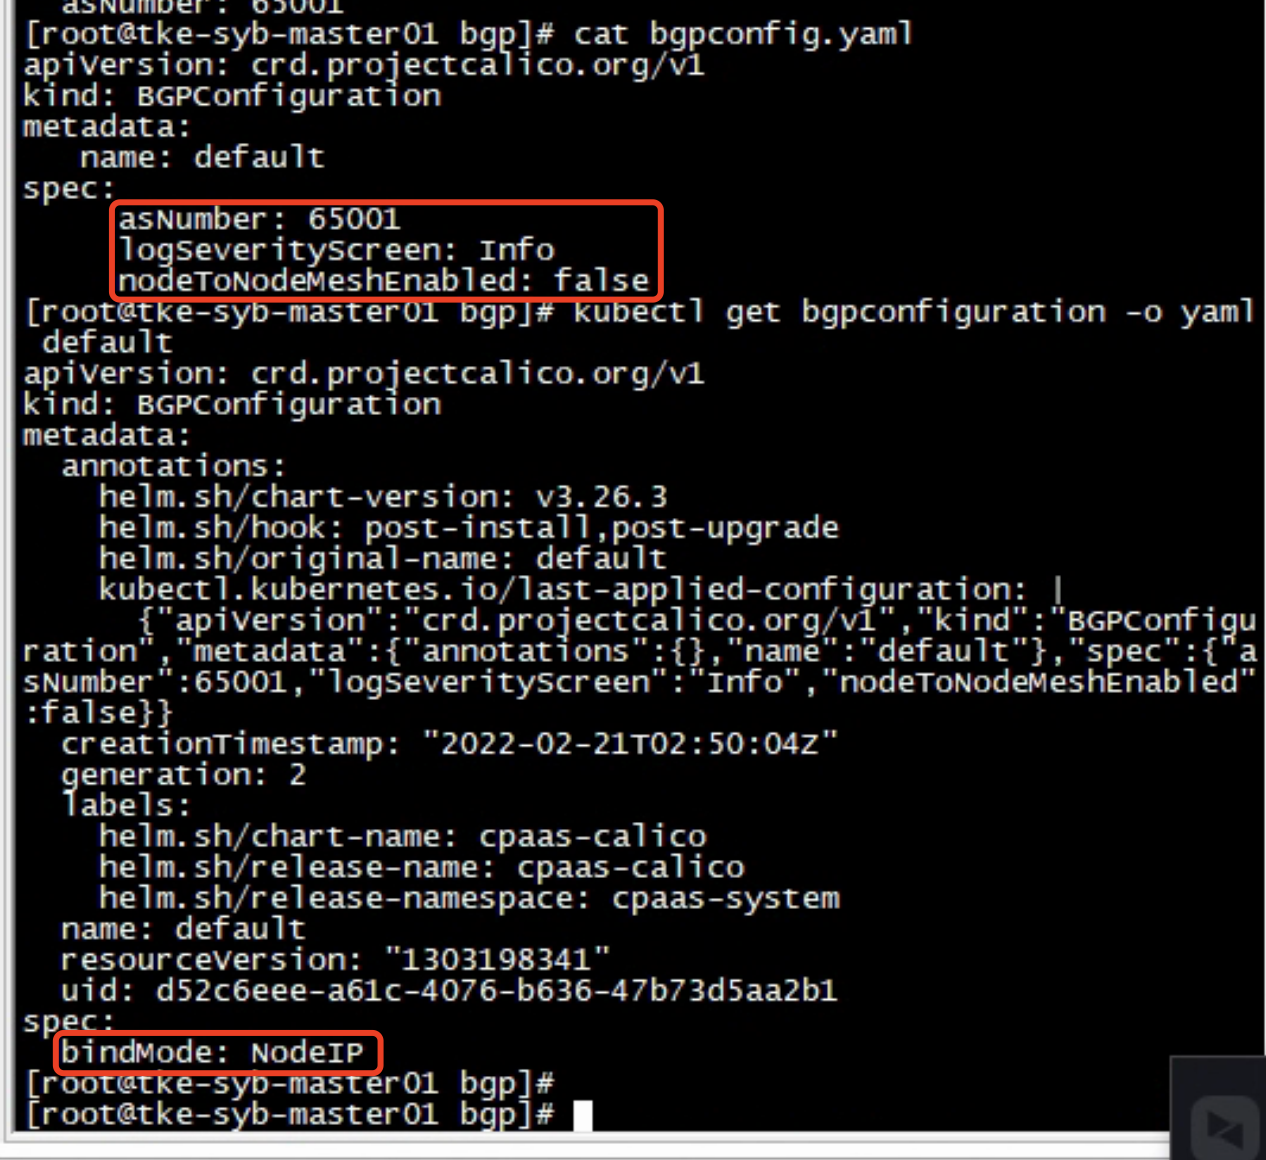 asNumber: 65001
[root@tke-syb-master01 bgp]# cat bgpconfig.yaml
apiVersion: crd.projectcalico.org/v1
kind: BGPConfiguration
metadata:
   name: default
spec:
     asNumber: 65001
     logSeverityScreen: Info
     nodeToNodeMeshEnabled: false
[root@tke-syb-master01 bgp]# kubectl get bgpconfiguration -o yaml
 default
apiVersion: crd.projectcalico.org/v1
kind: BGPConfiguration
metadata:
  annotations:
    helm.sh/chart-version: v3.26.3
    helm.sh/hook: post-install,post-upgrade
    helm.sh/original-name: default
    kubectl.kubernetes.io/last-applied-configuration: |
      {"apiVersion":"crd.projectcalico.org/v1","kind":"BGPConfigu
ration","metadata":{"annotations":{},"name":"default"},"spec":{"a
sNumber":65001,"logSeverityScreen":"Info","nodeToNodeMeshEnabled"
:false}}
  creationTimestamp: "2022-02-21T02:50:04Z"
  generation: 2
  labels:
    helm.sh/chart-name: cpaas-calico
    helm.sh/release-name: cpaas-calico
    helm.sh/release-namespace: cpaas-system
  name: default
  resourceVersion: "1303198341"
  uid: d52c6eee-a61c-4076-b636-47b73d5aa2b1
spec:
  bindMode: NodeIP
[root@tke-syb-master01 bgp]#
[root@tke-syb-master01 bgp]#